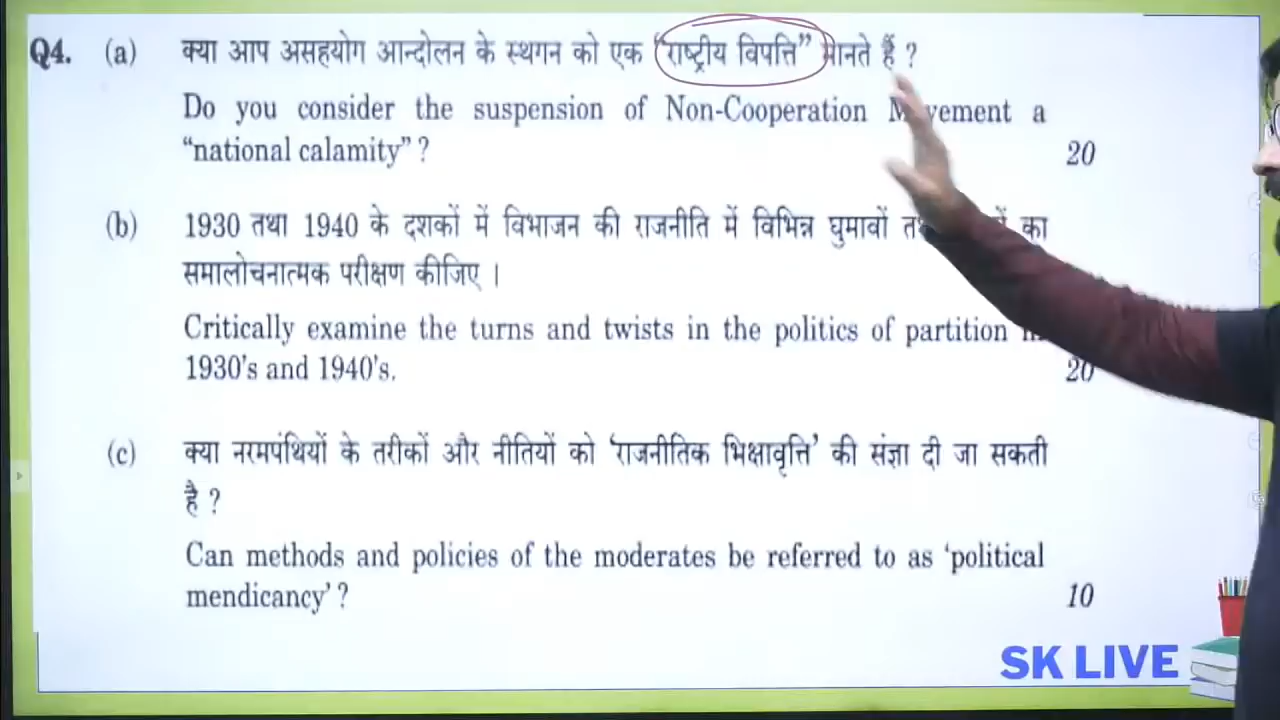 Q4. (a) क्या आप असहयोग आन्दोलन के स्थगन को एक “राष्ट्रीय विपत्ति” मानते हैं ?
Do you consider the suspension of Non-Cooperation Movement a
“national calamity” ? 20
(b) 1930 तथा 1940 के दशकों में विभाजन की राजनीति में विभिन्न घुमावों का
समालोचनात्मक परीक्षण कीजिए ।
Critically examine the turns and twists in the politics of partition
1930’s and 1940’s. 20
(c) क्या नरमपंथियों के तरीकों और नीतियों को ‘राजनीतिक भिक्षावृत्ति’ की संज्ञा दी जा सकती
है ?
Can methods and policies of the moderates be referred to as ‘political
mendicancy’ ? 10
SK LIVE